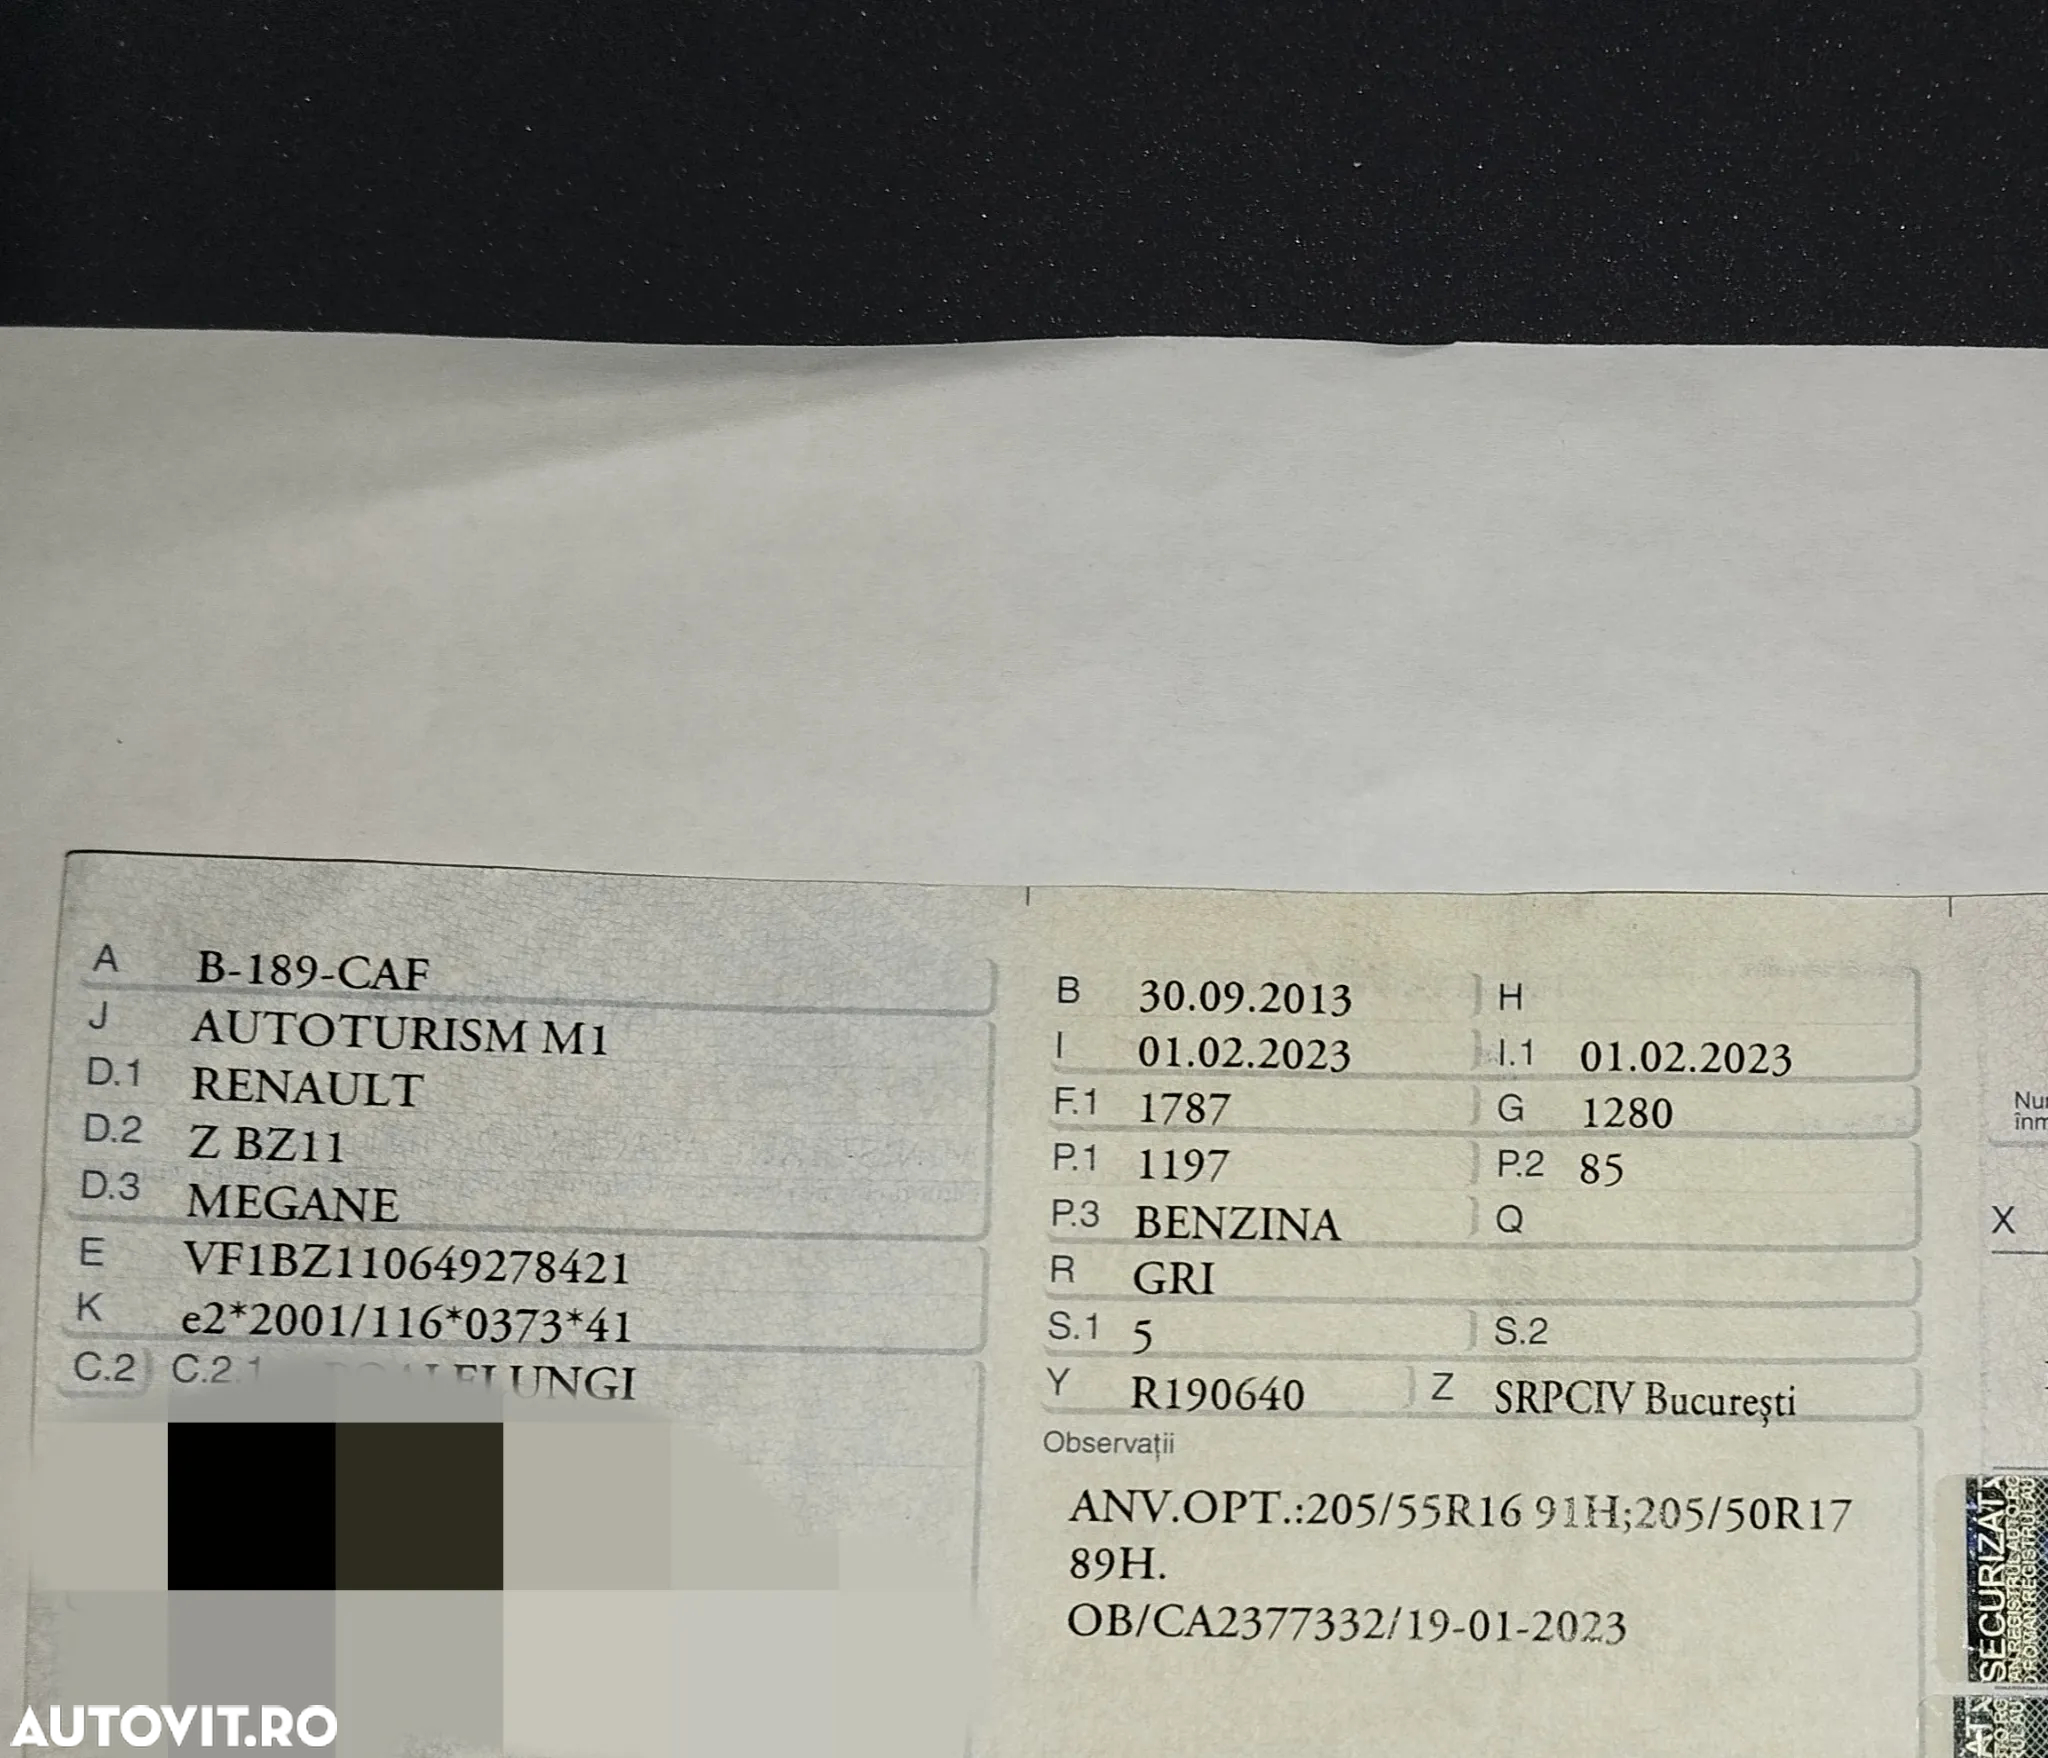 A B-189-CAF
J AUTOTURISM M1
D.1 RENAULT
D.2 Z BZ11
D.3 MEGANE
E VF1BZ110649278421
K e2*2001/116*0373*41
C.2 C.2.1
B 30.09.2013 H
I 01.02.2023 I.1 01.02.2023
F.1 1787 G 1280
P.1 1197 P.2 85
P.3 BENZINA Q
R GRI
S.1 5 S.2
Y R190640 Z SRPCIV București
Observații
ANV.OPT.:205/55R16 91H;205/50R17
89H.
OB/CA2377332/19-01-2023
X
SECURIZAT
AUTOVIT.RO